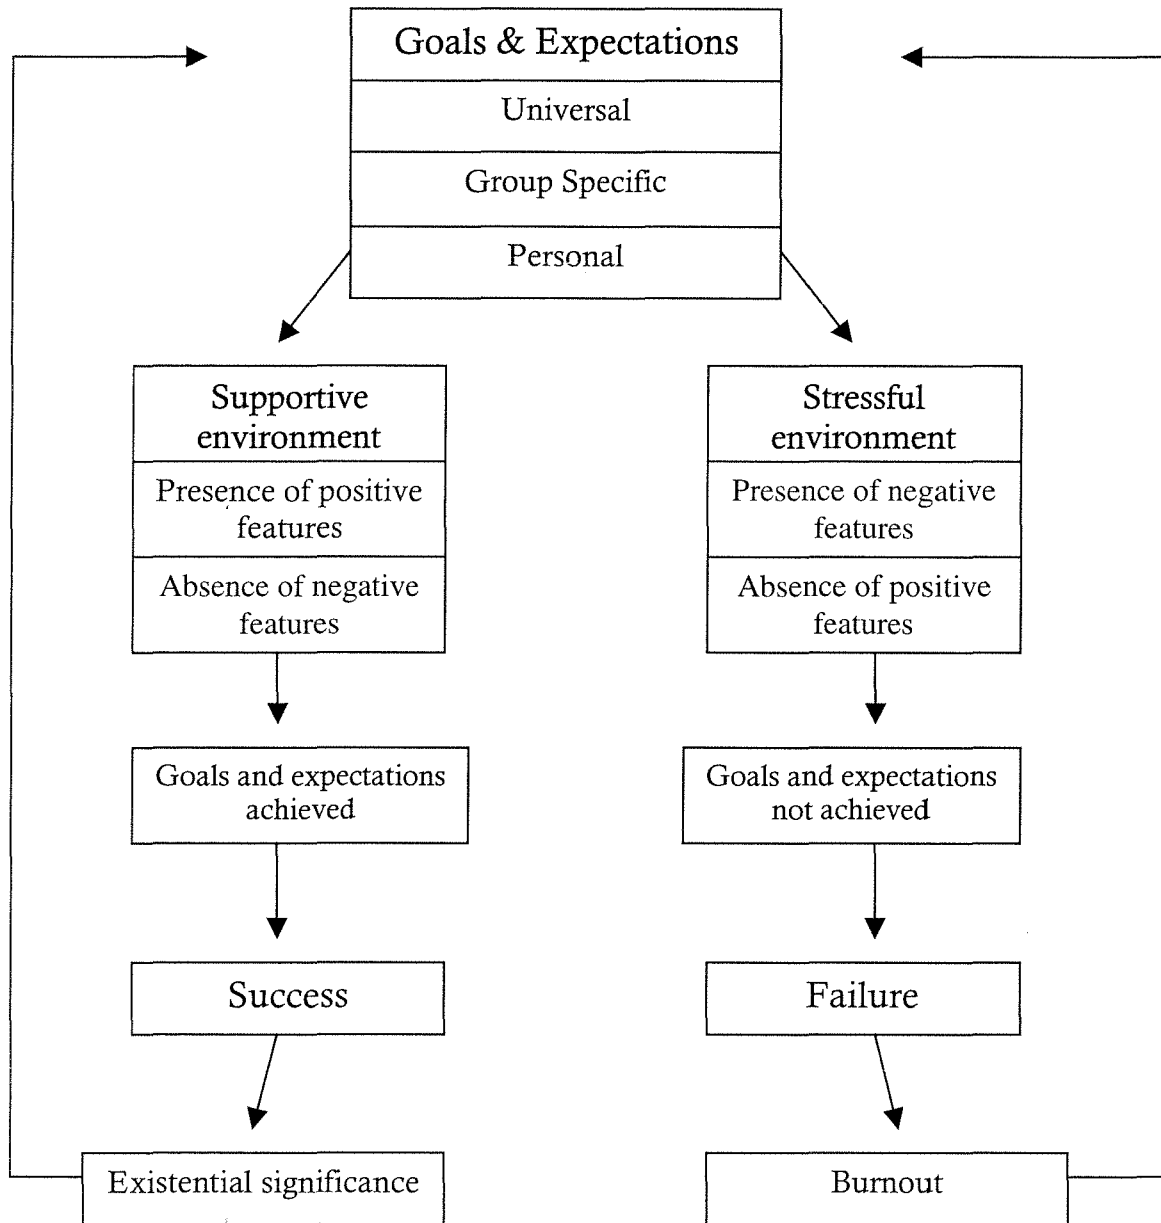 Goals & Expectations
Universal
Group Specific
Personal
Supportive
environment
Presence of positive
features
Absence of negative
features
Stressful
environment
Presence of negative
features
Absence of positive
features
Goals and expectations
achieved
Goals and expectations
not achieved
Success
Failure
Existential significance
Burnout